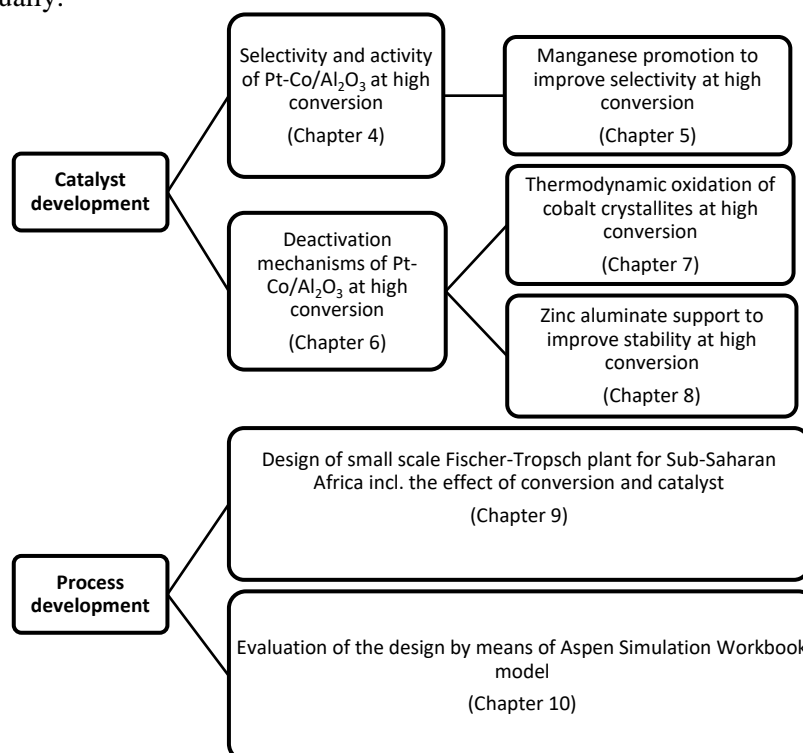 Selectivity and activity
of Pt-Co/Al₂O₃ at high
conversion
(Chapter 4)
Manganese promotion to
improve selectivity at high
conversion
(Chapter 5)
Catalyst
development
Deactivation
mechanisms of Pt-
Co/Al₂O₃ at high
conversion
(Chapter 6)
Thermodynamic oxidation of
cobalt crystallites at high
conversion
(Chapter 7)
Zinc aluminate support to
improve stability at high
conversion
(Chapter 8)
Process
development
Design of small scale Fischer-Tropsch plant for Sub-Saharan
Africa incl. the effect of conversion and catalyst
(Chapter 9)
Evaluation of the design by means of Aspen Simulation Workbook
model
(Chapter 10)